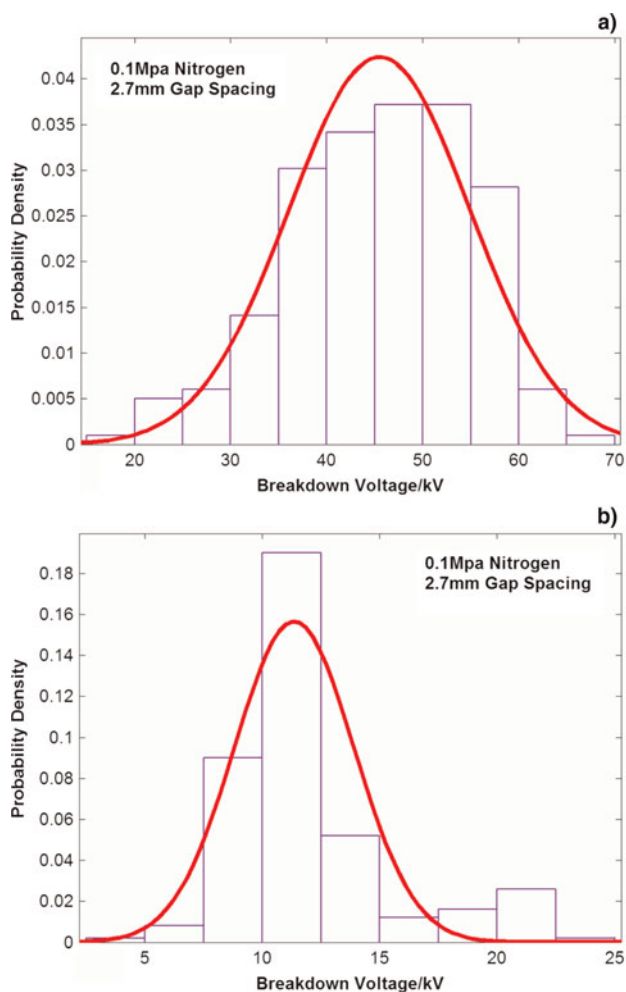 a)
0.1Mpa Nitrogen
2.7mm Gap Spacing
Probability Density
0.04
0.035
0.03
0.025
0.02
0.015
0.01
0.005
0
20 30 40 50 60 70
Breakdown Voltage/kV
b)
0.1Mpa Nitrogen
2.7mm Gap Spacing
Probability Density
0.18
0.16
0.14
0.12
0.1
0.08
0.06
0.04
0.02
0
5 10 15 20 25
Breakdown Voltage/kV